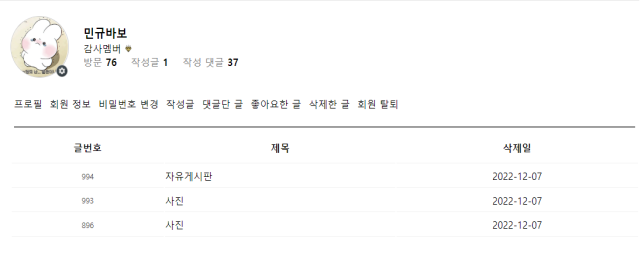 민규바보
감사멤버
방문 76 작성글 1 작성 댓글 37
프로필 회원 정보 비밀번호 변경 작성글 댓글단 글 좋아요한 글 삭제한 글 회원 탈퇴
글번호 제목 삭제일
994 자유게시판 2022-12-07
993 사진 2022-12-07
896 사진 2022-12-07